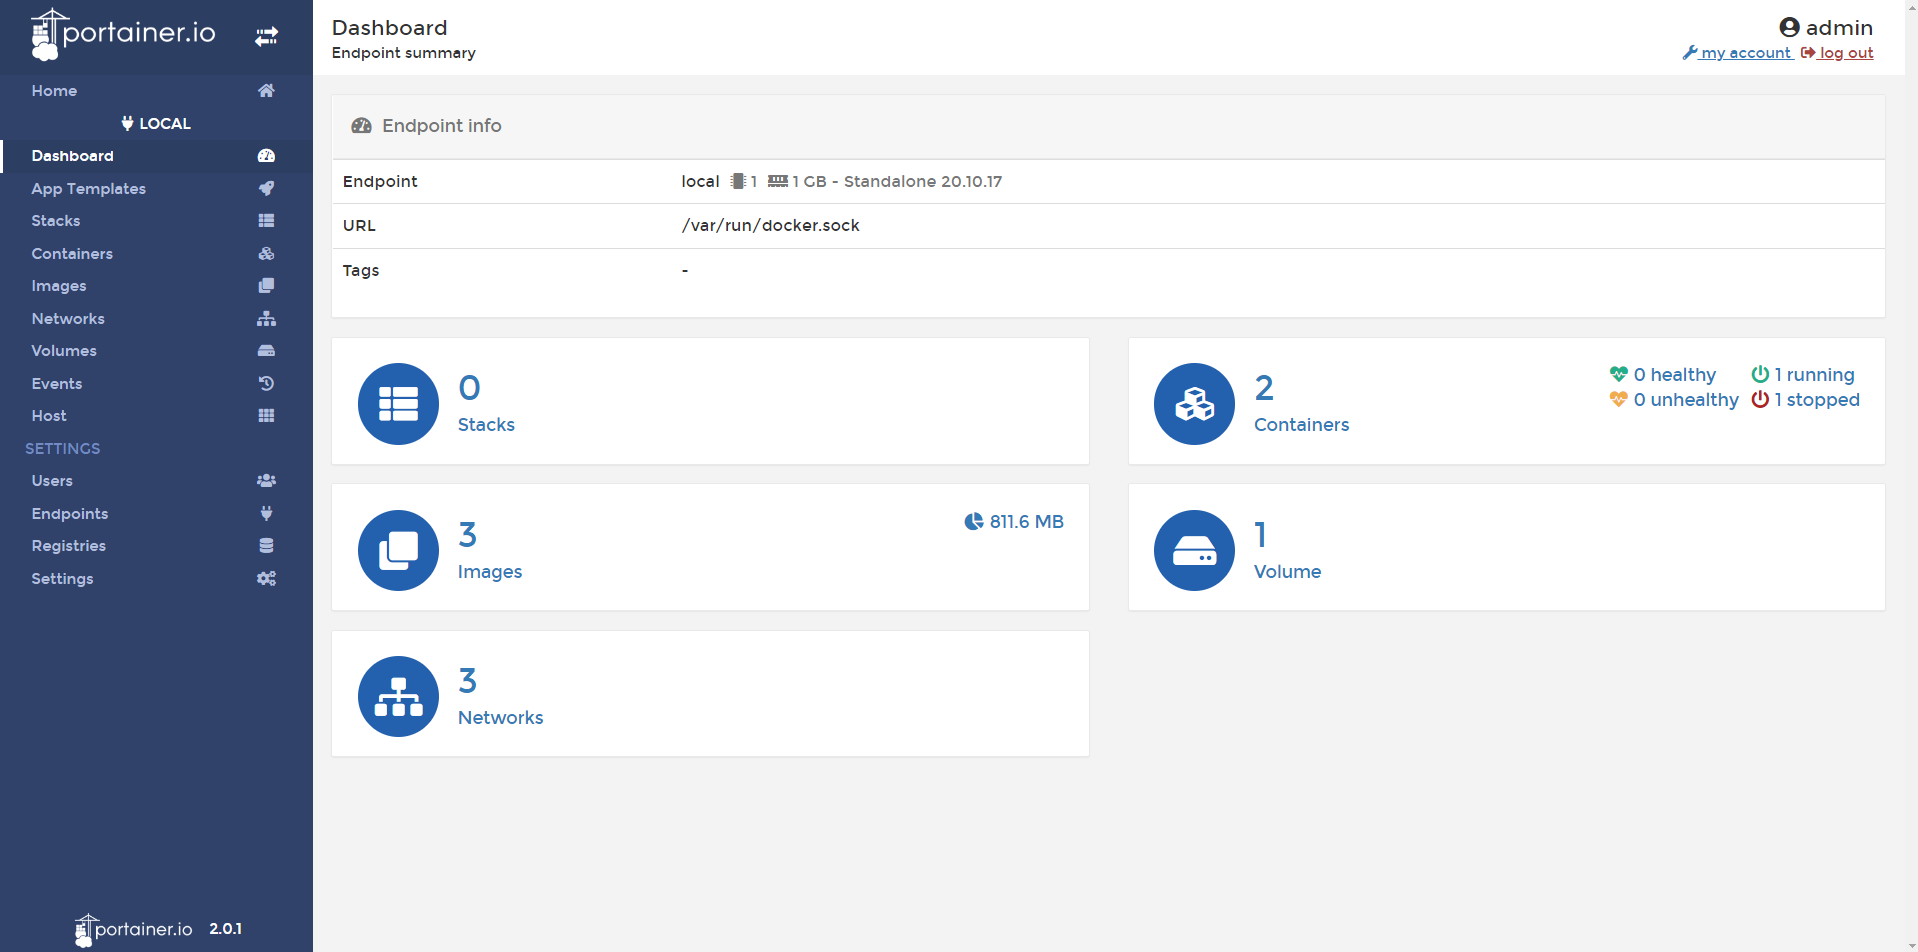 portainer.io
Home
LOCAL
Dashboard
App Templates
Stacks
Containers
Images
Networks
Volumes
Events
Host
SETTINGS
Users
Endpoints
Registries
Settings
portainer.io 2.0.1
Dashboard
Endpoint summary
admin
my account log out
Endpoint info
Endpoint local 1 1 GB - Standalone 20.10.17
URL /var/run/docker.sock
Tags -
0
Stacks
2
Containers
0 healthy 1 running
0 unhealthy 1 stopped
3
Images
811.6 MB
1
Volume
3
Networks